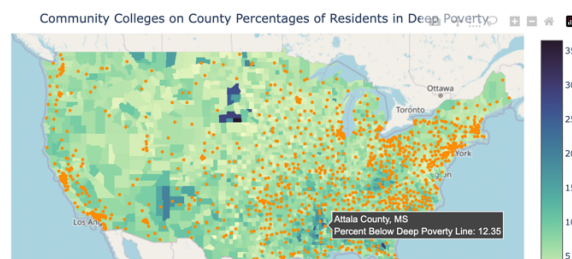 Community Colleges on County Percentages of Residents in Deep Poverty
Ottawa
Toronto
York
Los An
Attala County, MS
Percent Below Deep Poverty Line: 12.35
35
30
25
20
15
10
5